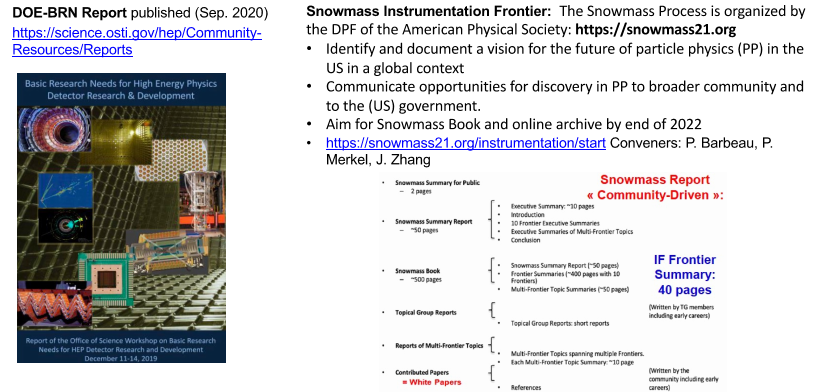 DOE-BRN Report published (Sep. 2020)
https://science.osti.gov/hep/Community-
Resources/Reports
Basic Research Needs for High Energy Physics
Detector Research & Development
Report of the Office of Science Workshop on Basic Research
Needs for HEP Detector Research and Development
December 11-14, 2019
Snowmass Instrumentation Frontier: The Snowmass Process is organized by
the DPF of the American Physical Society: https://snowmass21.org
• Identify and document a vision for the future of particle physics (PP) in the
US in a global context
• Communicate opportunities for discovery in PP to broader community and
to the (US) government.
• Aim for Snowmass Book and online archive by end of 2022
• https://snowmass21.org/instrumentation/start Conveners: P. Barbeau, P.
Merkel, J. Zhang
Snowmass Report
« Community-Driven »:
• Snowmass Summary for Public
– 2 pages
• Snowmass Summary Report
– ~50 pages
• Executive Summary: ~10 pages
• Introduction
• 10 Frontier Executive Summaries
• Executive Summaries of Multi-Frontier Topics
• Conclusion
• Snowmass Book
– ~500 pages
• Snowmass Summary Report (~50 pages)
• Frontier Summaries (~400 pages with 10
Frontiers)
• Multi-Frontier Topic Summaries (~50 pages)
IF Frontier
Summary:
40 pages
• Topical Group Reports
• Topical Group Reports: short reports
(Written by TG members
including early careers)
• Reports of Multi-Frontier Topics
• Multi-Frontier Topics spanning multiple Frontiers.
• Each Multi-Frontier Topic Summary: ~10 page
• Contributed Papers
= White Papers
• References
(Written by the
community including early
careers)